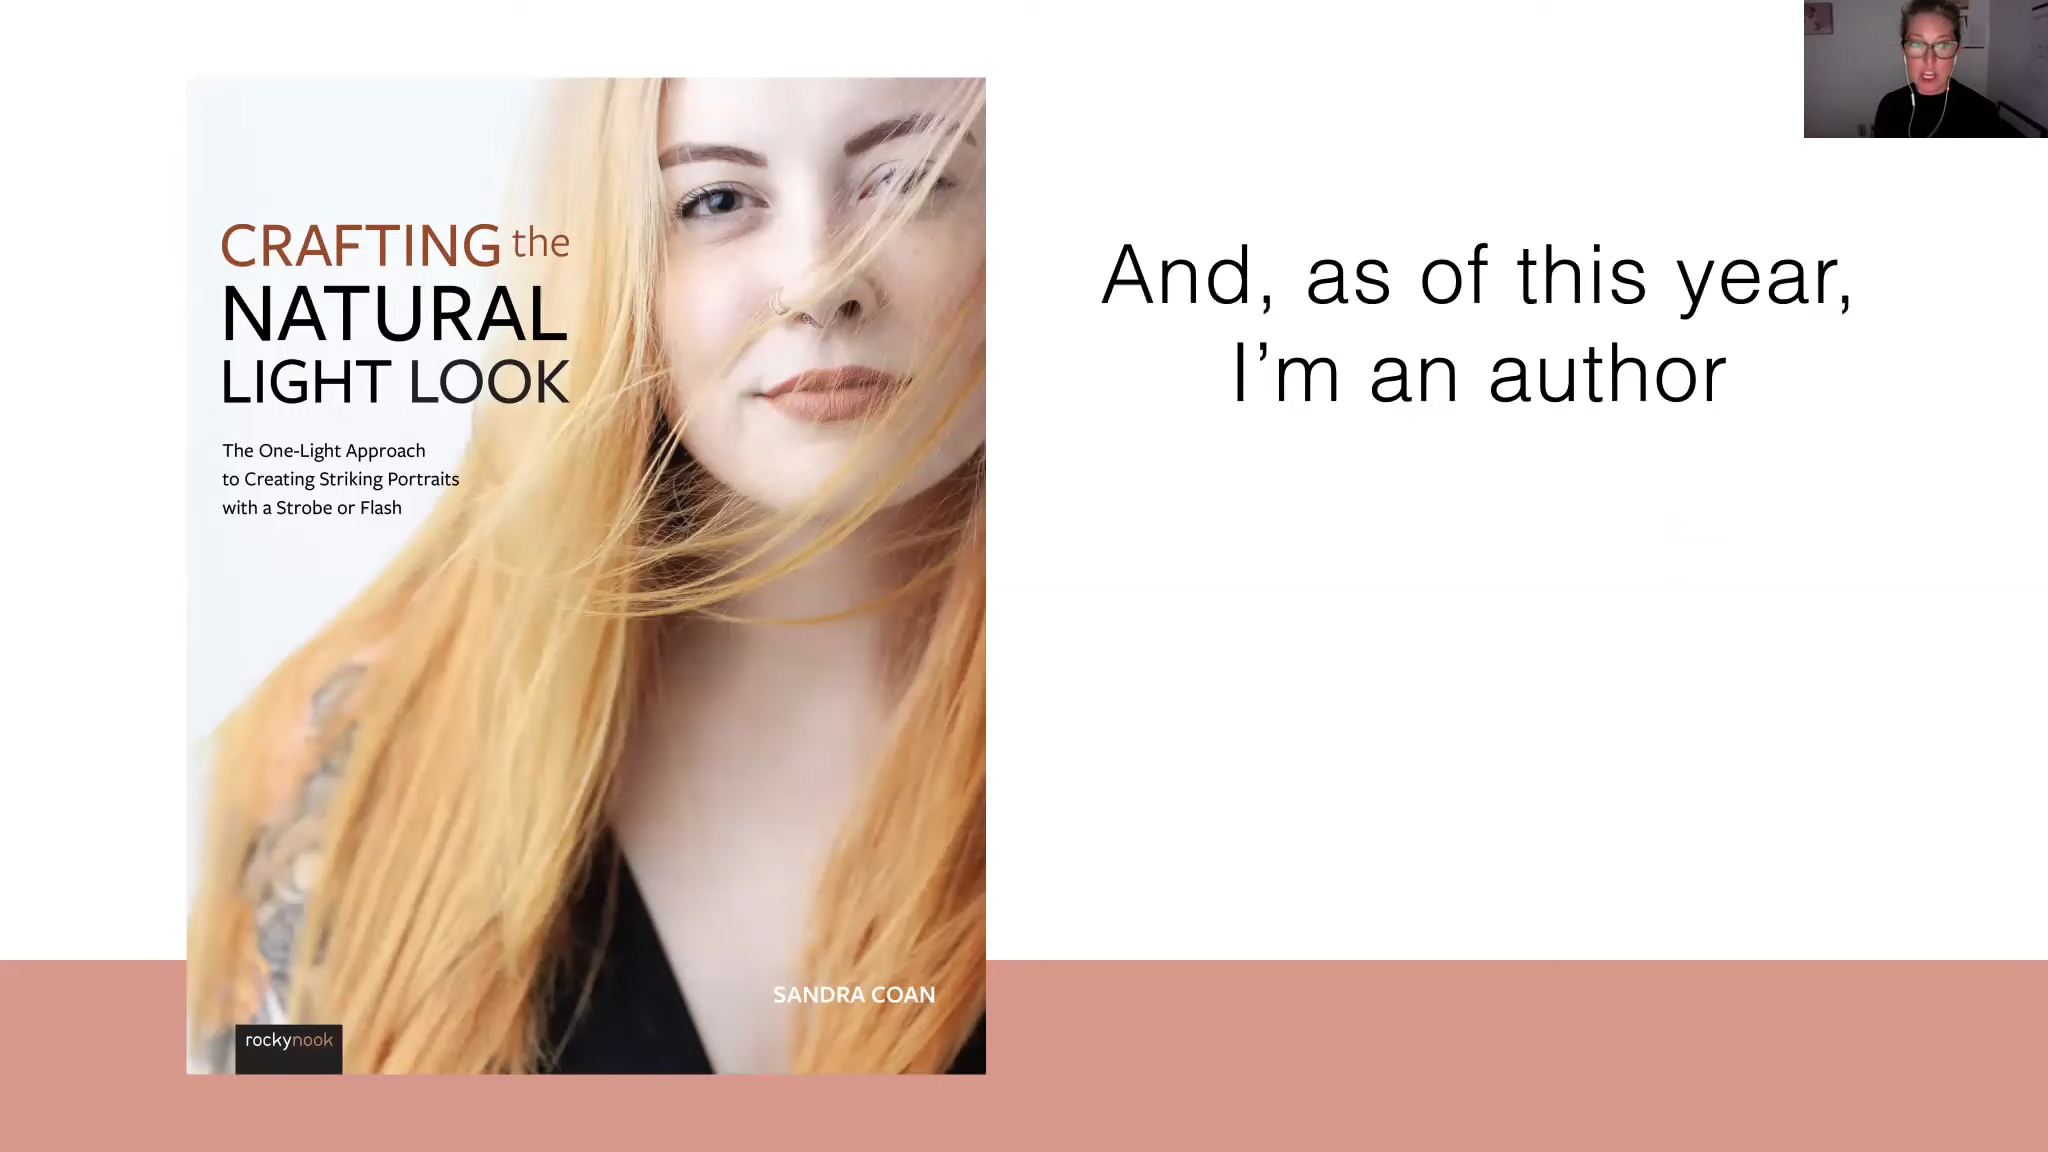 CRAFTING the
NATURAL
LIGHT LOOK
The One-Light Approach
to Creating Striking Portraits
with a Strobe or Flash
SANDRA COAN
rockynook
And, as of this year,
I’m an author